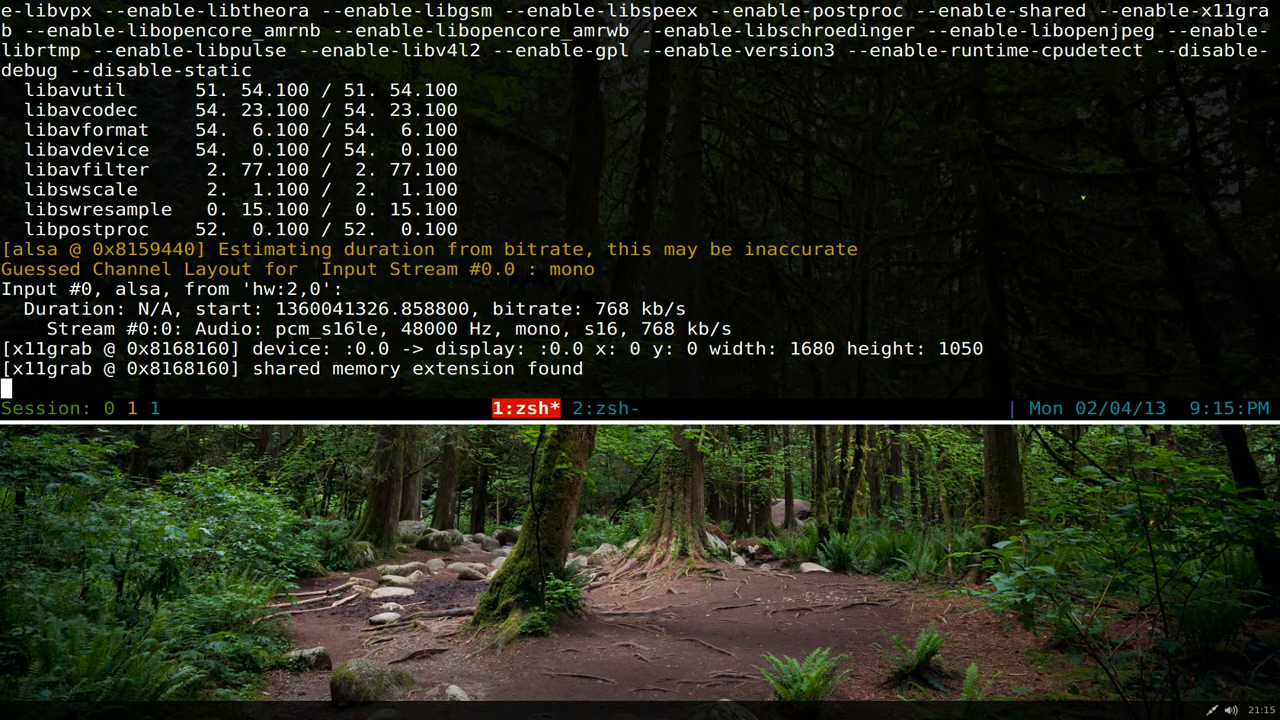 e-libvpx --enable-libtheora --enable-libgsm --enable-libspeex --enable-postproc --enable-shared --enable-x11gra
b --enable-libopencore_amrnb --enable-libopencore_amrwb --enable-libschroedinger --enable-libopenjpeg --enable-
librtmp --enable-libpulse --enable-libv4l2 --enable-gpl --enable-version3 --enable-runtime-cpudetect --disable-
debug --disable-static
libavutil      51. 54.100 / 51. 54.100
libavcodec     54. 23.100 / 54. 23.100
libavformat    54.  6.100 / 54.  6.100
libavdevice    54.  0.100 / 54.  0.100
libavfilter     2. 77.100 /  2. 77.100
libswscale      2.  1.100 /  2.  1.100
libswresample   0. 15.100 /  0. 15.100
libpostproc    52.  0.100 / 52.  0.100
[alsa @ 0x8159440] Estimating duration from bitrate, this may be inaccurate
Guessed Channel Layout for  Input Stream #0.0 : mono
Input #0, alsa, from 'hw:2,0':
Duration: N/A, start: 1360041326.858800, bitrate: 768 kb/s
Stream #0:0: Audio: pcm_s16le, 48000 Hz, mono, s16, 768 kb/s
[x11grab @ 0x8168160] device: :0.0 -> display: :0.0 x: 0 y: 0 width: 1680 height: 1050
[x11grab @ 0x8168160] shared memory extension found
Session: 0 1 1 1:zsh* 2:zsh- | Mon 02/04/13  9:15:PM
21:15